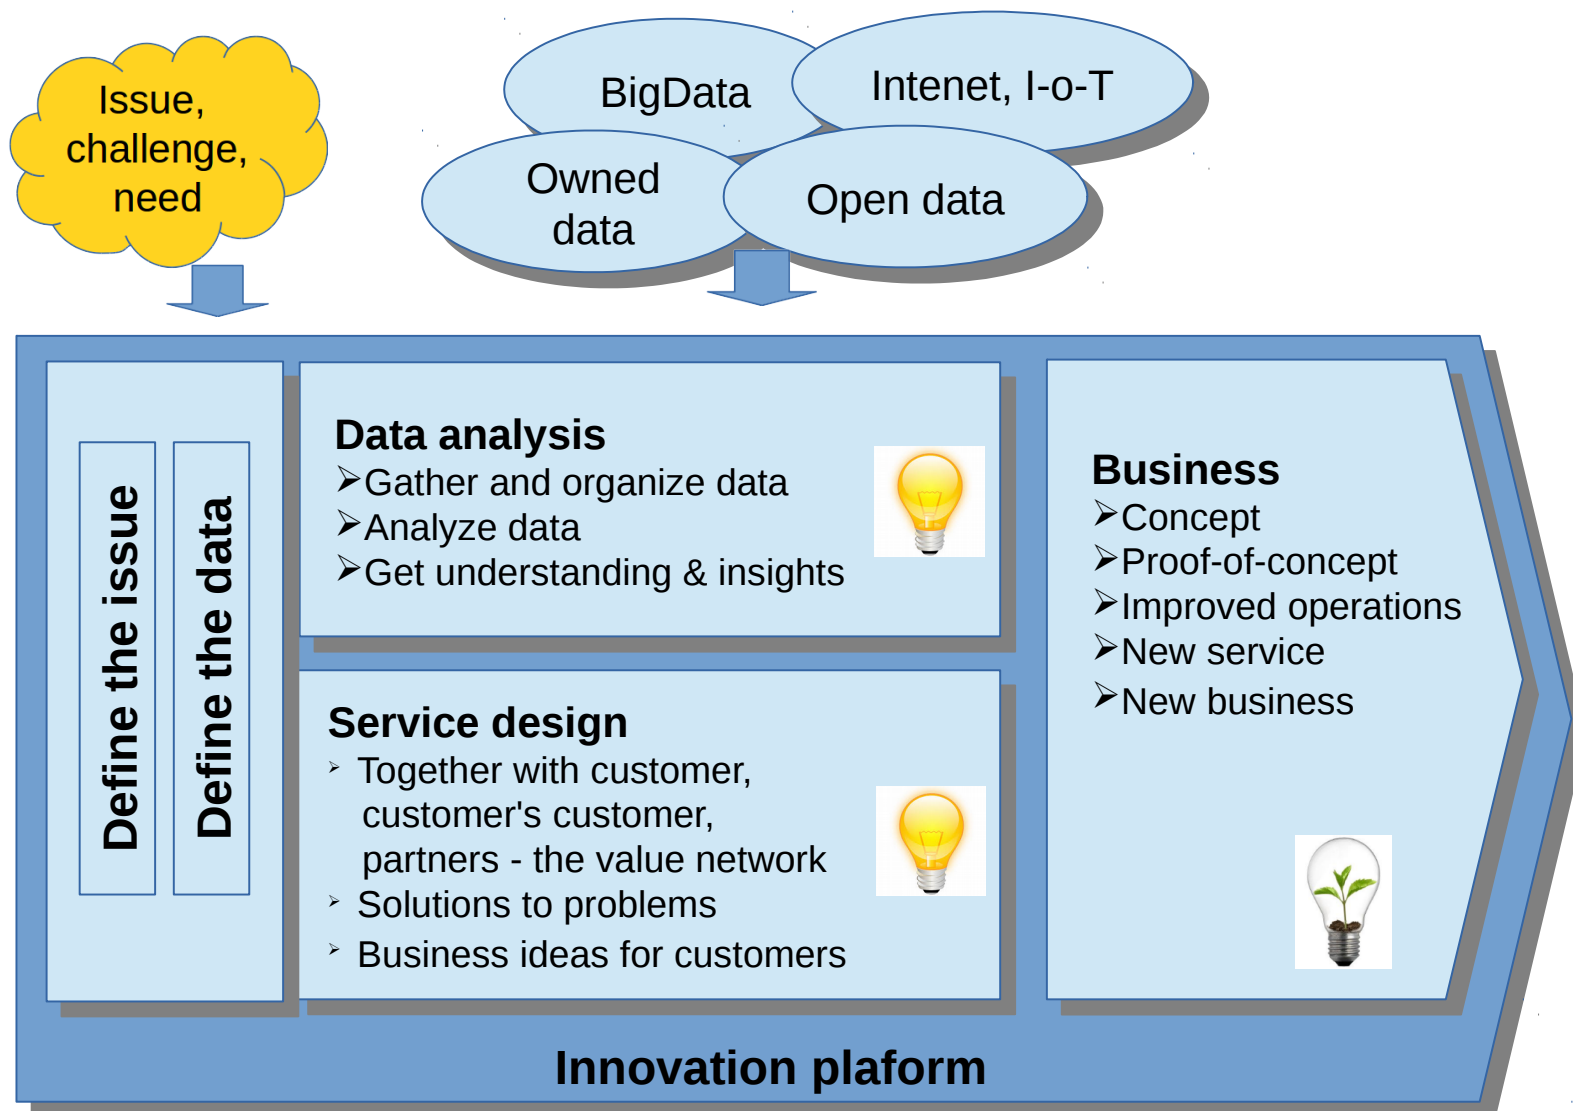 Issue,
challenge,
need
BigData
Intenet, I-o-T
Owned
data
Open data
Define the issue
Define the data
Data analysis
➢Gather and organize data
➢Analyze data
➢Get understanding & insights
Service design
➢ Together with customer,
customer's customer,
partners - the value network
➢ Solutions to problems
➢ Business ideas for customers
Business
➢Concept
➢Proof-of-concept
➢Improved operations
➢New service
➢New business
Innovation plaform